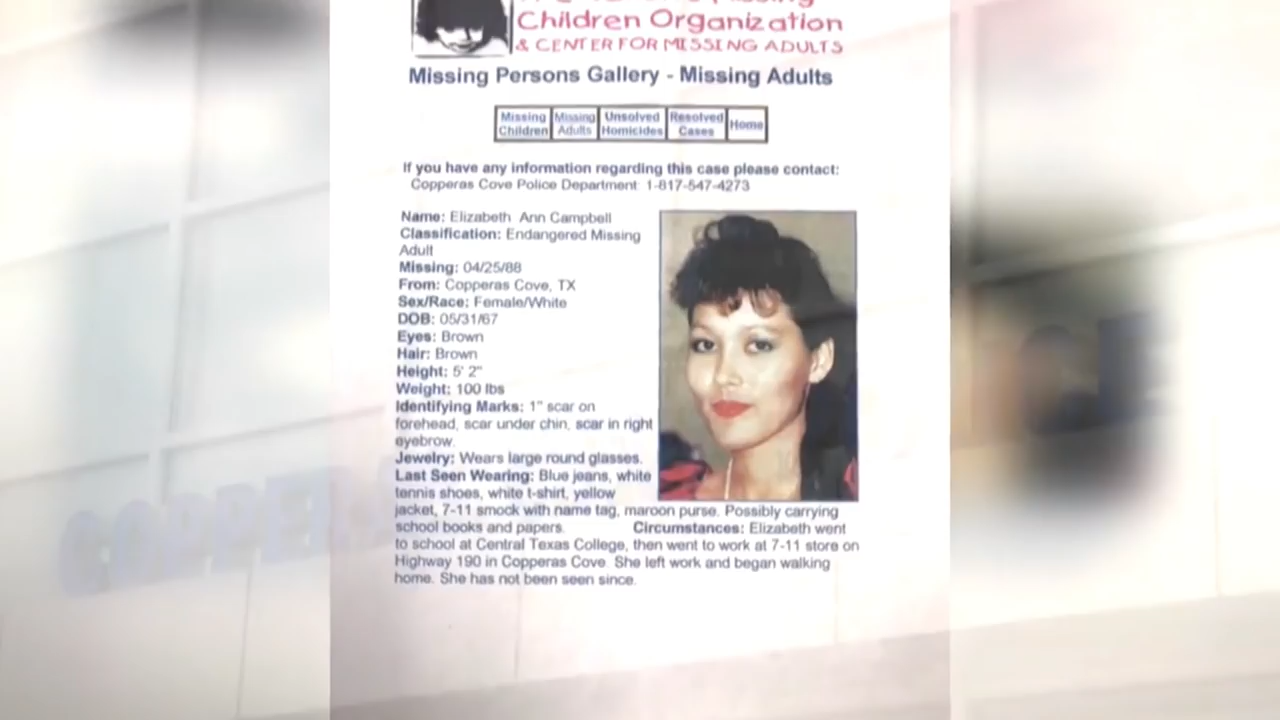 Children Organization
& CENTER FOR MISSING ADULTS
Missing Persons Gallery - Missing Adults
Missing Children
Missing Adults
Unsolved Homicides
Resolved Cases
Home
If you have any information regarding this case please contact:
Copperas Cove Police Department: 1-817-547-4273
Name: Elizabeth Ann Campbell
Classification: Endangered Missing
Adult
Missing: 04/25/88
From: Copperas Cove, TX
Sex/Race: Female/White
DOB: 05/31/67
Eyes: Brown
Hair: Brown
Height: 5' 2"
Weight: 100 lbs
Identifying Marks: 1" scar on
forehead, scar under chin, scar in right
eyebrow.
Jewelry: Wears large round glasses.
Last Seen Wearing: Blue jeans, white
tennis shoes, white t-shirt, yellow
jacket, 7-11 smock with name tag, maroon purse. Possibly carrying
school books and papers. Circumstances: Elizabeth went
to school at Central Texas College, then went to work at 7-11 store on
Highway 190 in Copperas Cove. She left work and began walking
home. She has not been seen since.